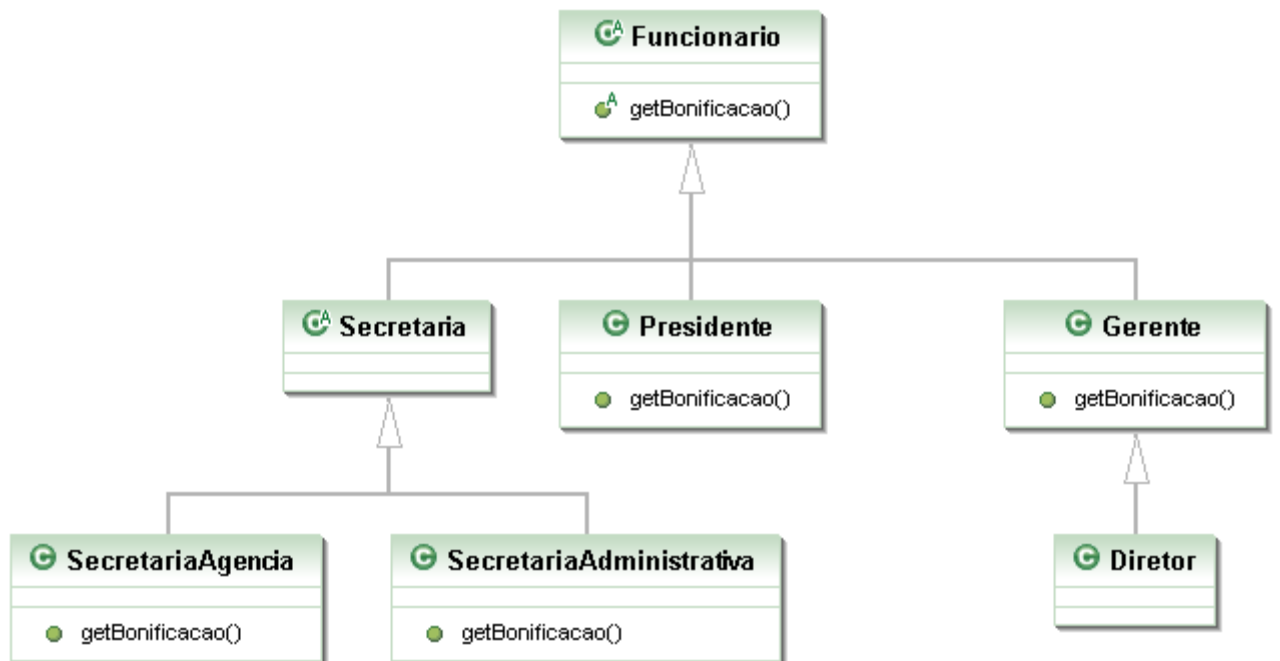 Funcionario
getBonificacao()
Secretaria
Presidente
getBonificacao()
Gerente
getBonificacao()
SecretariaAgencia
getBonificacao()
SecretariaAdministrativa
getBonificacao()
Diretor